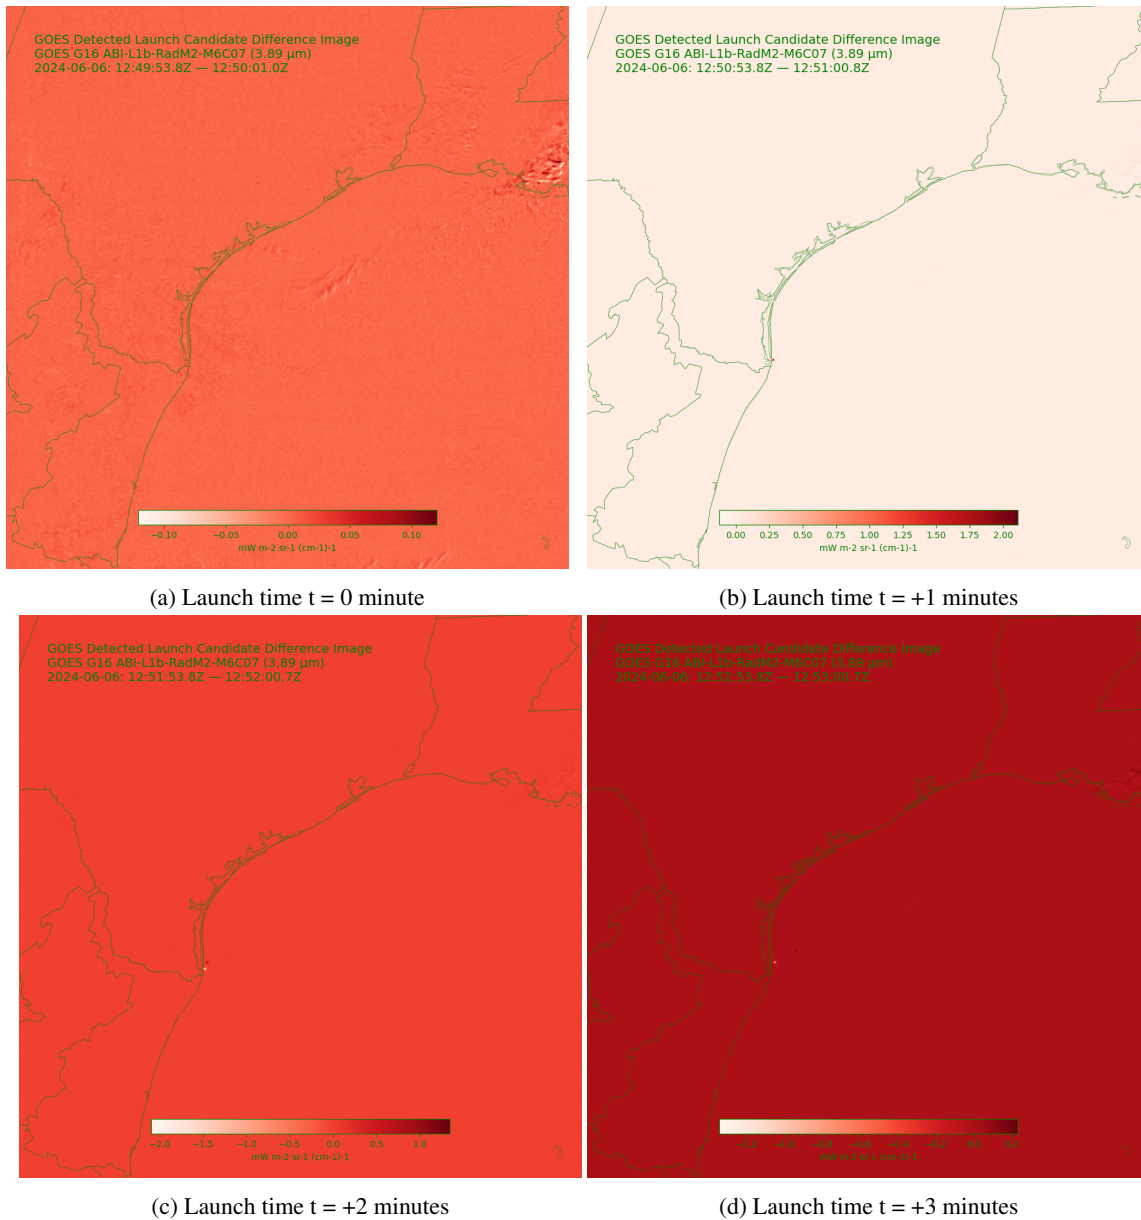 GOES Detected Launch Candidate Difference Image
GOES G16 ABI-L1b-RadM2-M6C07 (3.89 μm)
2024-06-06: 12:49:53.8Z — 12:50:01.0Z
−0.10 −0.05 0.00 0.05 0.10
mW m-2 sr-1 (cm-1)-1
(a) Launch time t = 0 minute
GOES Detected Launch Candidate Difference Image
GOES G16 ABI-L1b-RadM2-M6C07 (3.89 μm)
2024-06-06: 12:50:53.8Z — 12:51:00.8Z
0.00 0.25 0.50 0.75 1.00 1.25 1.50 1.75 2.00
mW m-2 sr-1 (cm-1)-1
(b) Launch time t = +1 minutes
GOES Detected Launch Candidate Difference Image
GOES G16 ABI-L1b-RadM2-M6C07 (3.89 μm)
2024-06-06: 12:51:53.8Z — 12:52:00.7Z
−2.0 −1.5 −1.0 −0.5 0.0 0.5 1.0
mW m-2 sr-1 (cm-1)-1
(c) Launch time t = +2 minutes
GOES Detected Launch Candidate Difference Image
GOES G16 ABI-L1b-RadM2-M6C07 (3.89 μm)
2024-06-06: 12:52:53.8Z — 12:53:00.7Z
mW m-2 sr-1 (cm-1)-1
(d) Launch time t = +3 minutes